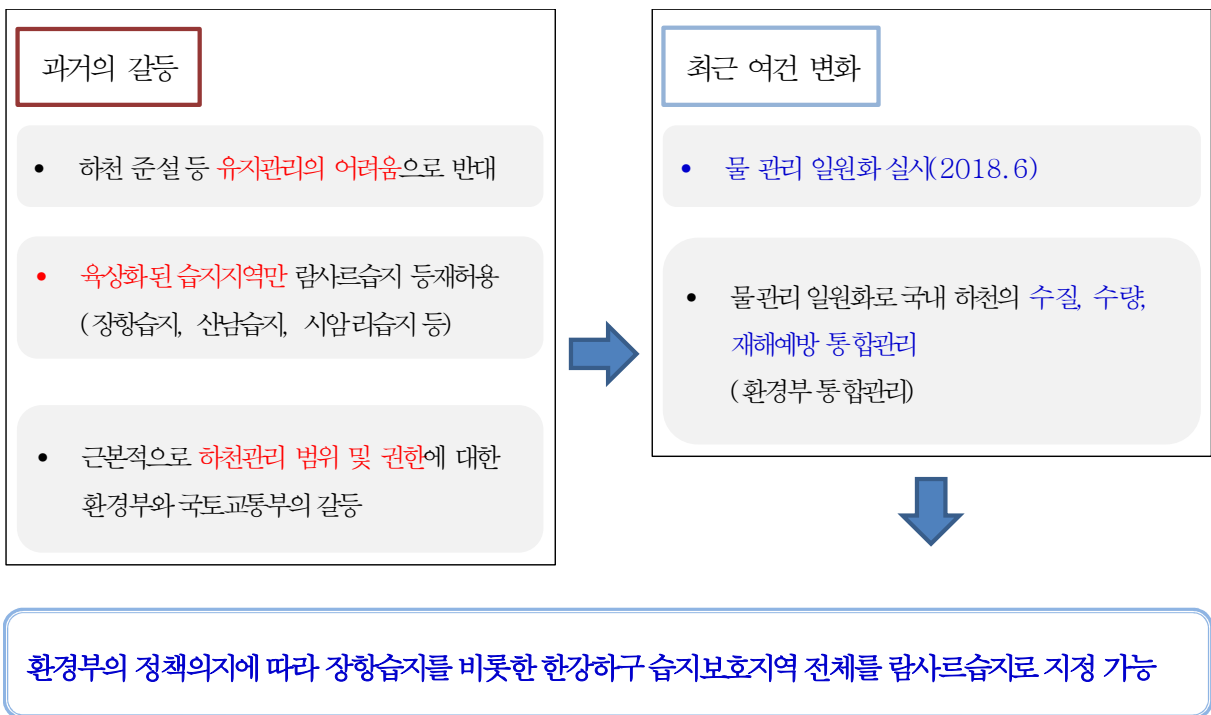 과거의 갈등
• 하천 준설 등 유지관리의 어려움으로 반대
• 육상화된 습지지역만 람사르습지 등재허용
(장항습지, 산남습지, 시암리습지 등)
• 근본적으로 하천관리 범위 및 권한에 대한
환경부와 국토교통부의 갈등
최근 여건 변화
• 물 관리 일원화 실시(2018.6)
• 물관리 일원화로 국내 하천의 수질, 수량,
재해예방 통합관리
(환경부 통합관리)
환경부의 정책의지에 따라 장항습지를 비롯한 한강하구 습지보호지역 전체를 람사르습지로 지정 가능